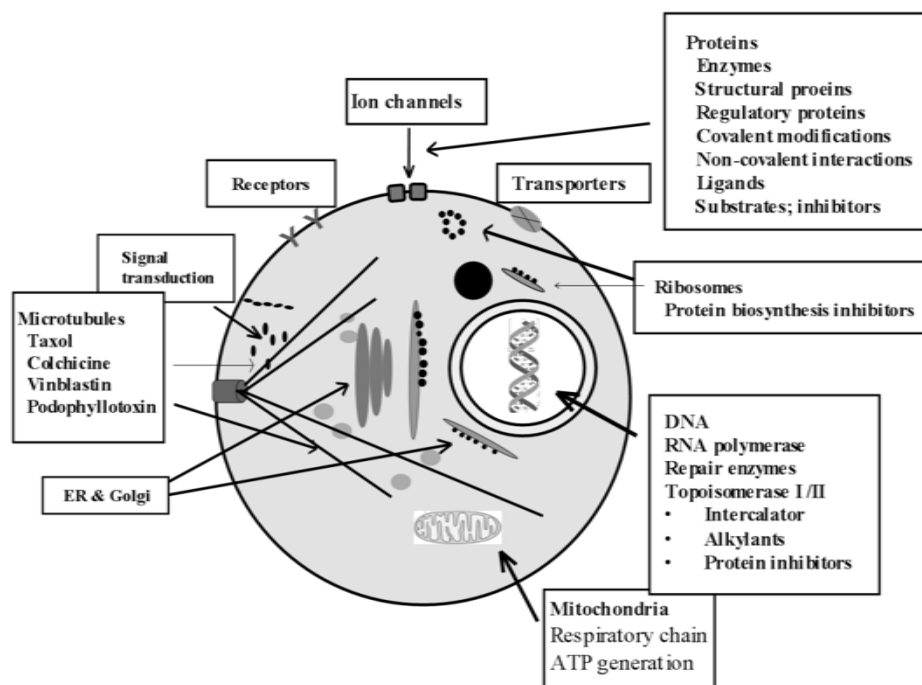 Proteins
Enzymes
Structural proeins
Regulatory proteins
Covalent modifications
Non-covalent interactions
Ligands
Substrates; inhibitors
Ion channels
Receptors
Transporters
Signal
transduction
Microtubules
Taxol
Colchicine
Vinblastin
Podophyllotoxin
Ribosomes
Protein biosynthesis inhibitors
ER & Golgi
DNA
RNA polymerase
Repair enzymes
Topoisomerase I /II
• Intercalator
• Alkylants
• Protein inhibitors
Mitochondria
Respiratory chain
ATP generation